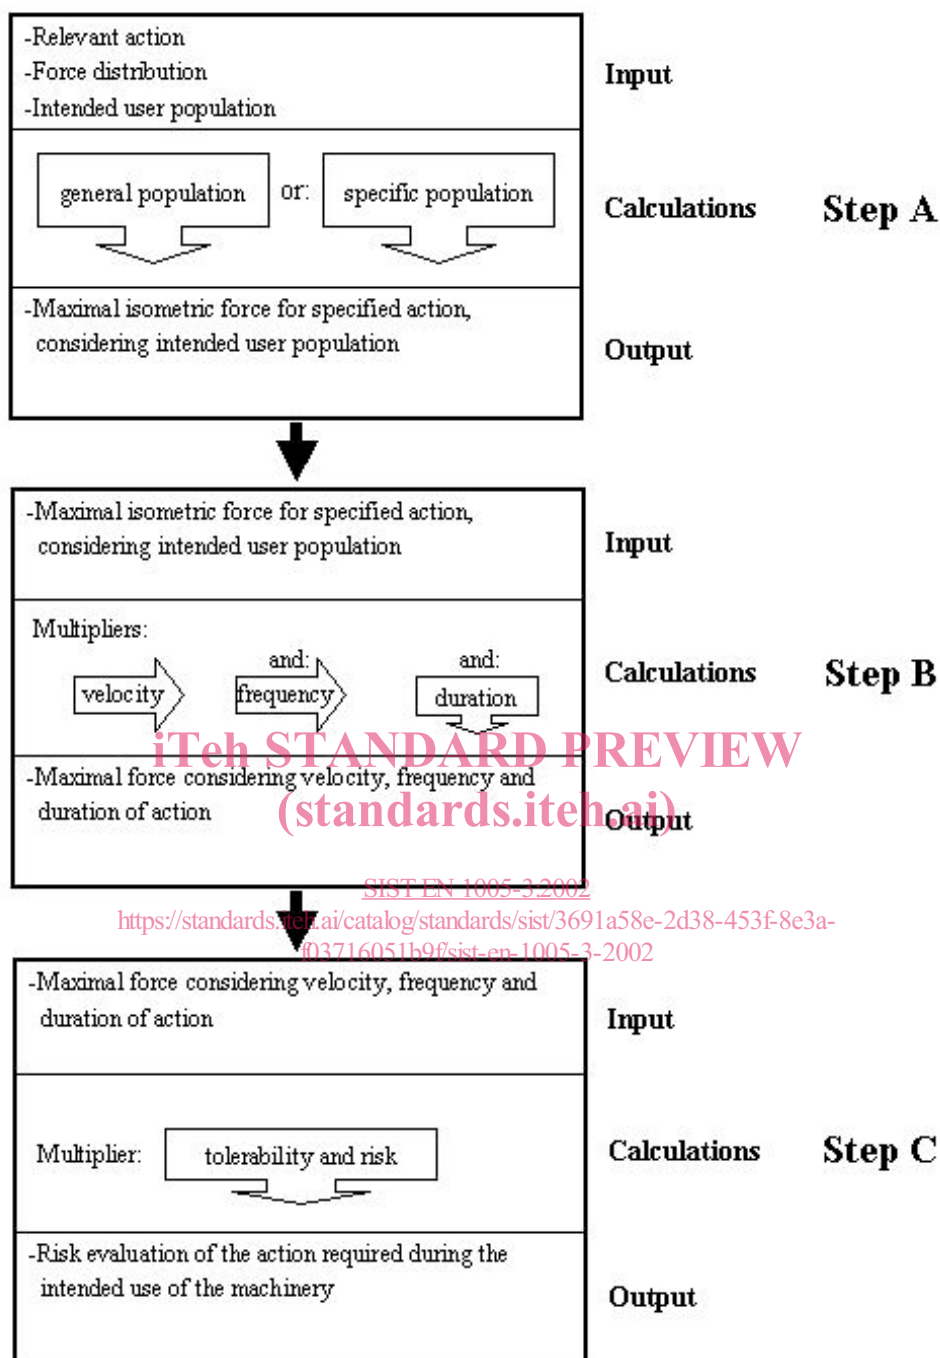 -Relevant action
-Force distribution
-Intended user population
Input
general population
or:
specific population
Calculations
Step A
-Maximal isometric force for specified action,
considering intended user population
Output
-Maximal isometric force for specified action,
considering intended user population
Input
Multipliers:
velocity
and:
frequency
and:
duration
Calculations
Step B
iTeh STANDARD PREVIEW
-Maximal force considering velocity, frequency and
duration of action
(standards.iteh.ai)
Output
SIST EN 1005-3:2002
https://standards.iteh.ai/catalog/standards/sist/3691a58e-2d38-453f-8e3a-
f03716051b9f/sist-en-1005-3-2002
-Maximal force considering velocity, frequency and
duration of action
Input
Multiplier:
tolerability and risk
Calculations
Step C
-Risk evaluation of the action required during the
intended use of the machinery
Output